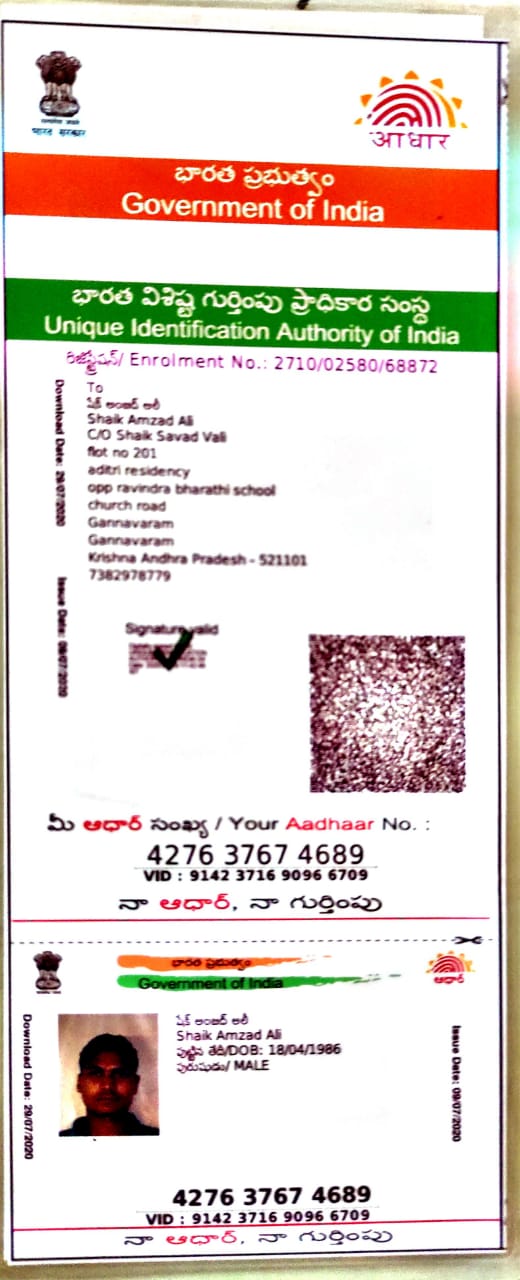 भारत सरकार
आधार
భారత ప్రభుత్వం
Government of India
భారత విశిష్ట గుర్తింపు ప్రాధికార సంస్థ
Unique Identification Authority of India
రిజిస్ట్రేషన్/ Enrolment No.: 2710/02580/68872
To
షేక్ అంజద్ అలీ
Shaik Amzad Ali
C/O Shaik Savad Vali
flot no 201
aditri residency
opp ravindra bharathi school
church road
Gannavaram
Gannavaram
Krishna Andhra Pradesh - 521101
7382978779
Download Date: 29/07/2020
Issue Date: 09/07/2020
Signature valid
మీ ఆధార్ సంఖ్య / Your Aadhaar No. :
4276 3767 4689
VID : 9142 3716 9096 6709
నా ఆధార్, నా గుర్తింపు
భారత ప్రభుత్వం
Government of India
ఆధార్
Download Date: 29/07/2020
షేక్ అంజద్ అలీ
Shaik Amzad Ali
పుట్టిన తేదీ/DOB: 18/04/1986
పురుషుడు/ MALE
Issue Date: 09/07/2020
4276 3767 4689
VID : 9142 3716 9096 6709
నా ఆధార్, నా గుర్తింపు